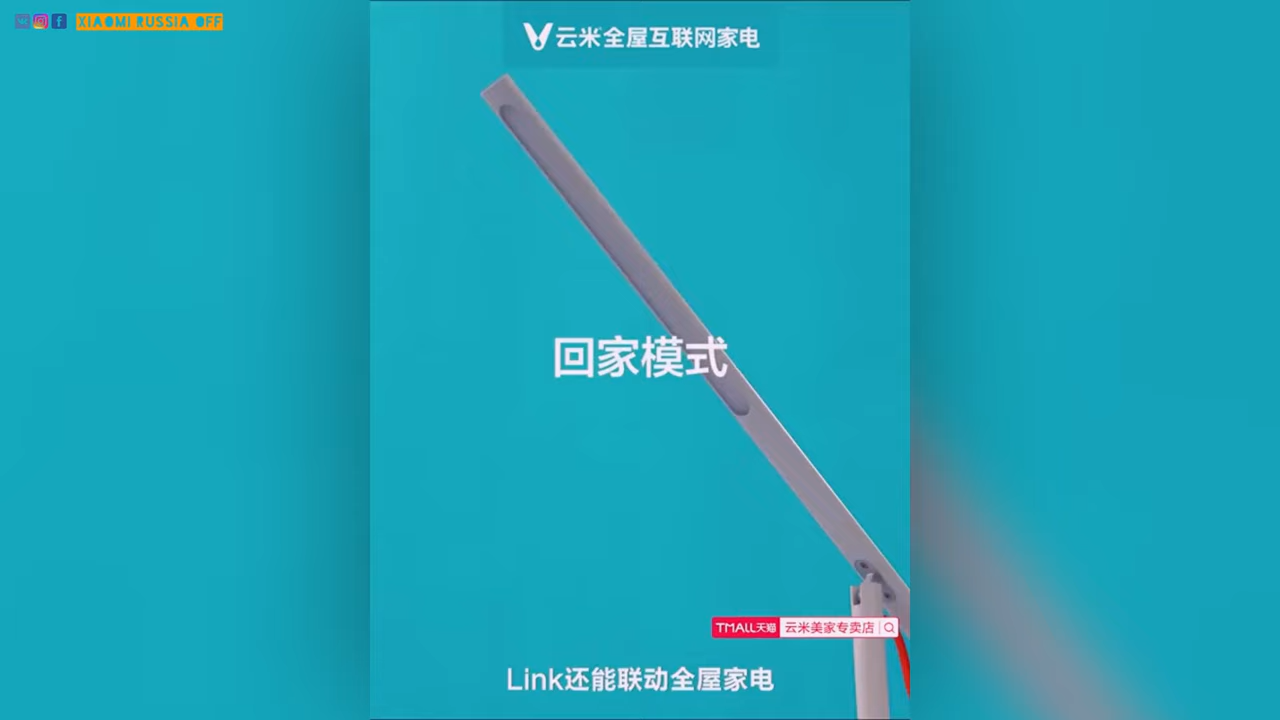 XIAOMI RUSSIA OFF
云米全屋互联网家电
回家模式
TMALL天猫 云米美家专卖店
Link还能联动全屋家电